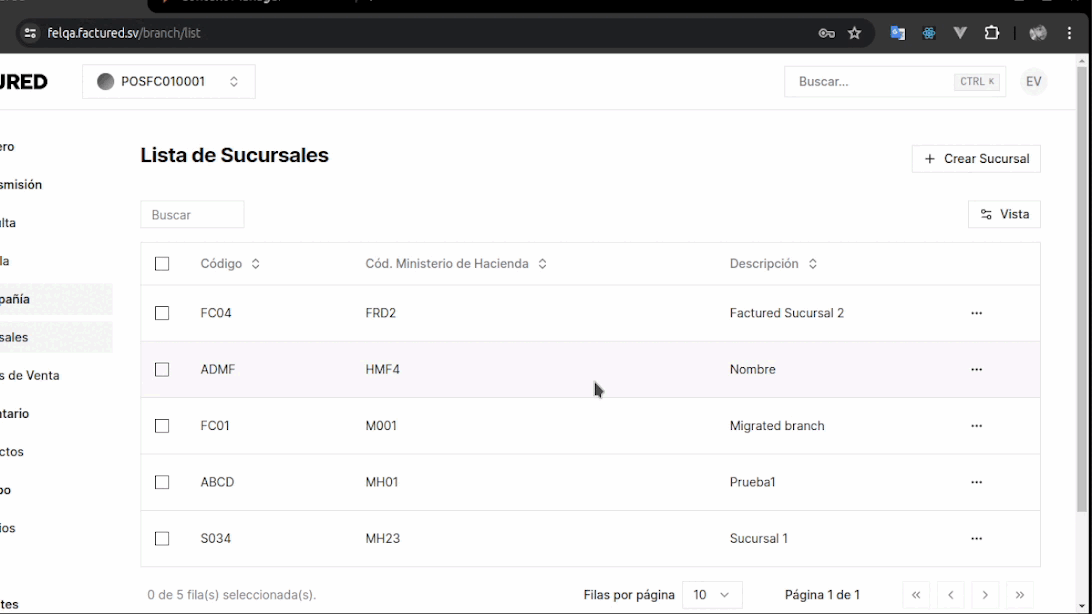 felqa.factured.sv/branch/list
URED
POSFC010001
Buscar...
CTRL K
EV
ero
smisión
ulta
la
pañía
sales
s de Venta
ntario
ctos
po
ios
tes
Lista de Sucursales
+ Crear Sucursal
Buscar
Vista
Código Cód. Ministerio de Hacienda Descripción
FC04 FRD2 Factured Sucursal 2 ...
ADMF HMF4 Nombre ...
FC01 M001 Migrated branch ...
ABCD MH01 Prueba1 ...
S034 MH23 Sucursal 1 ...
0 de 5 fila(s) seleccionada(s).
Filas por página 10 Página 1 de 1 « ‹ › »